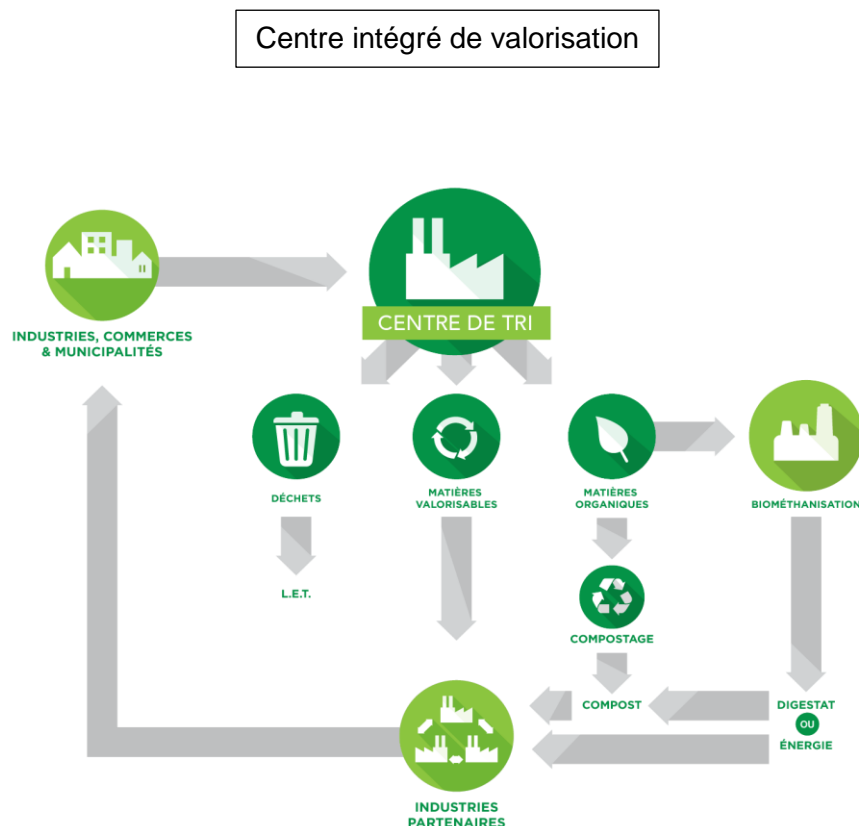 Centre intégré de valorisation
CENTRE DE TRI
INDUSTRIES, COMMERCES
& MUNICIPALITÉS
DÉCHETS
MATIÈRES
VALORISABLES
MATIÈRES
ORGANIQUES
BIOMÉTHANISATION
L.E.T.
COMPOSTAGE
COMPOST
DIGESTAT
OU
ÉNERGIE
INDUSTRIES
PARTENAIRES